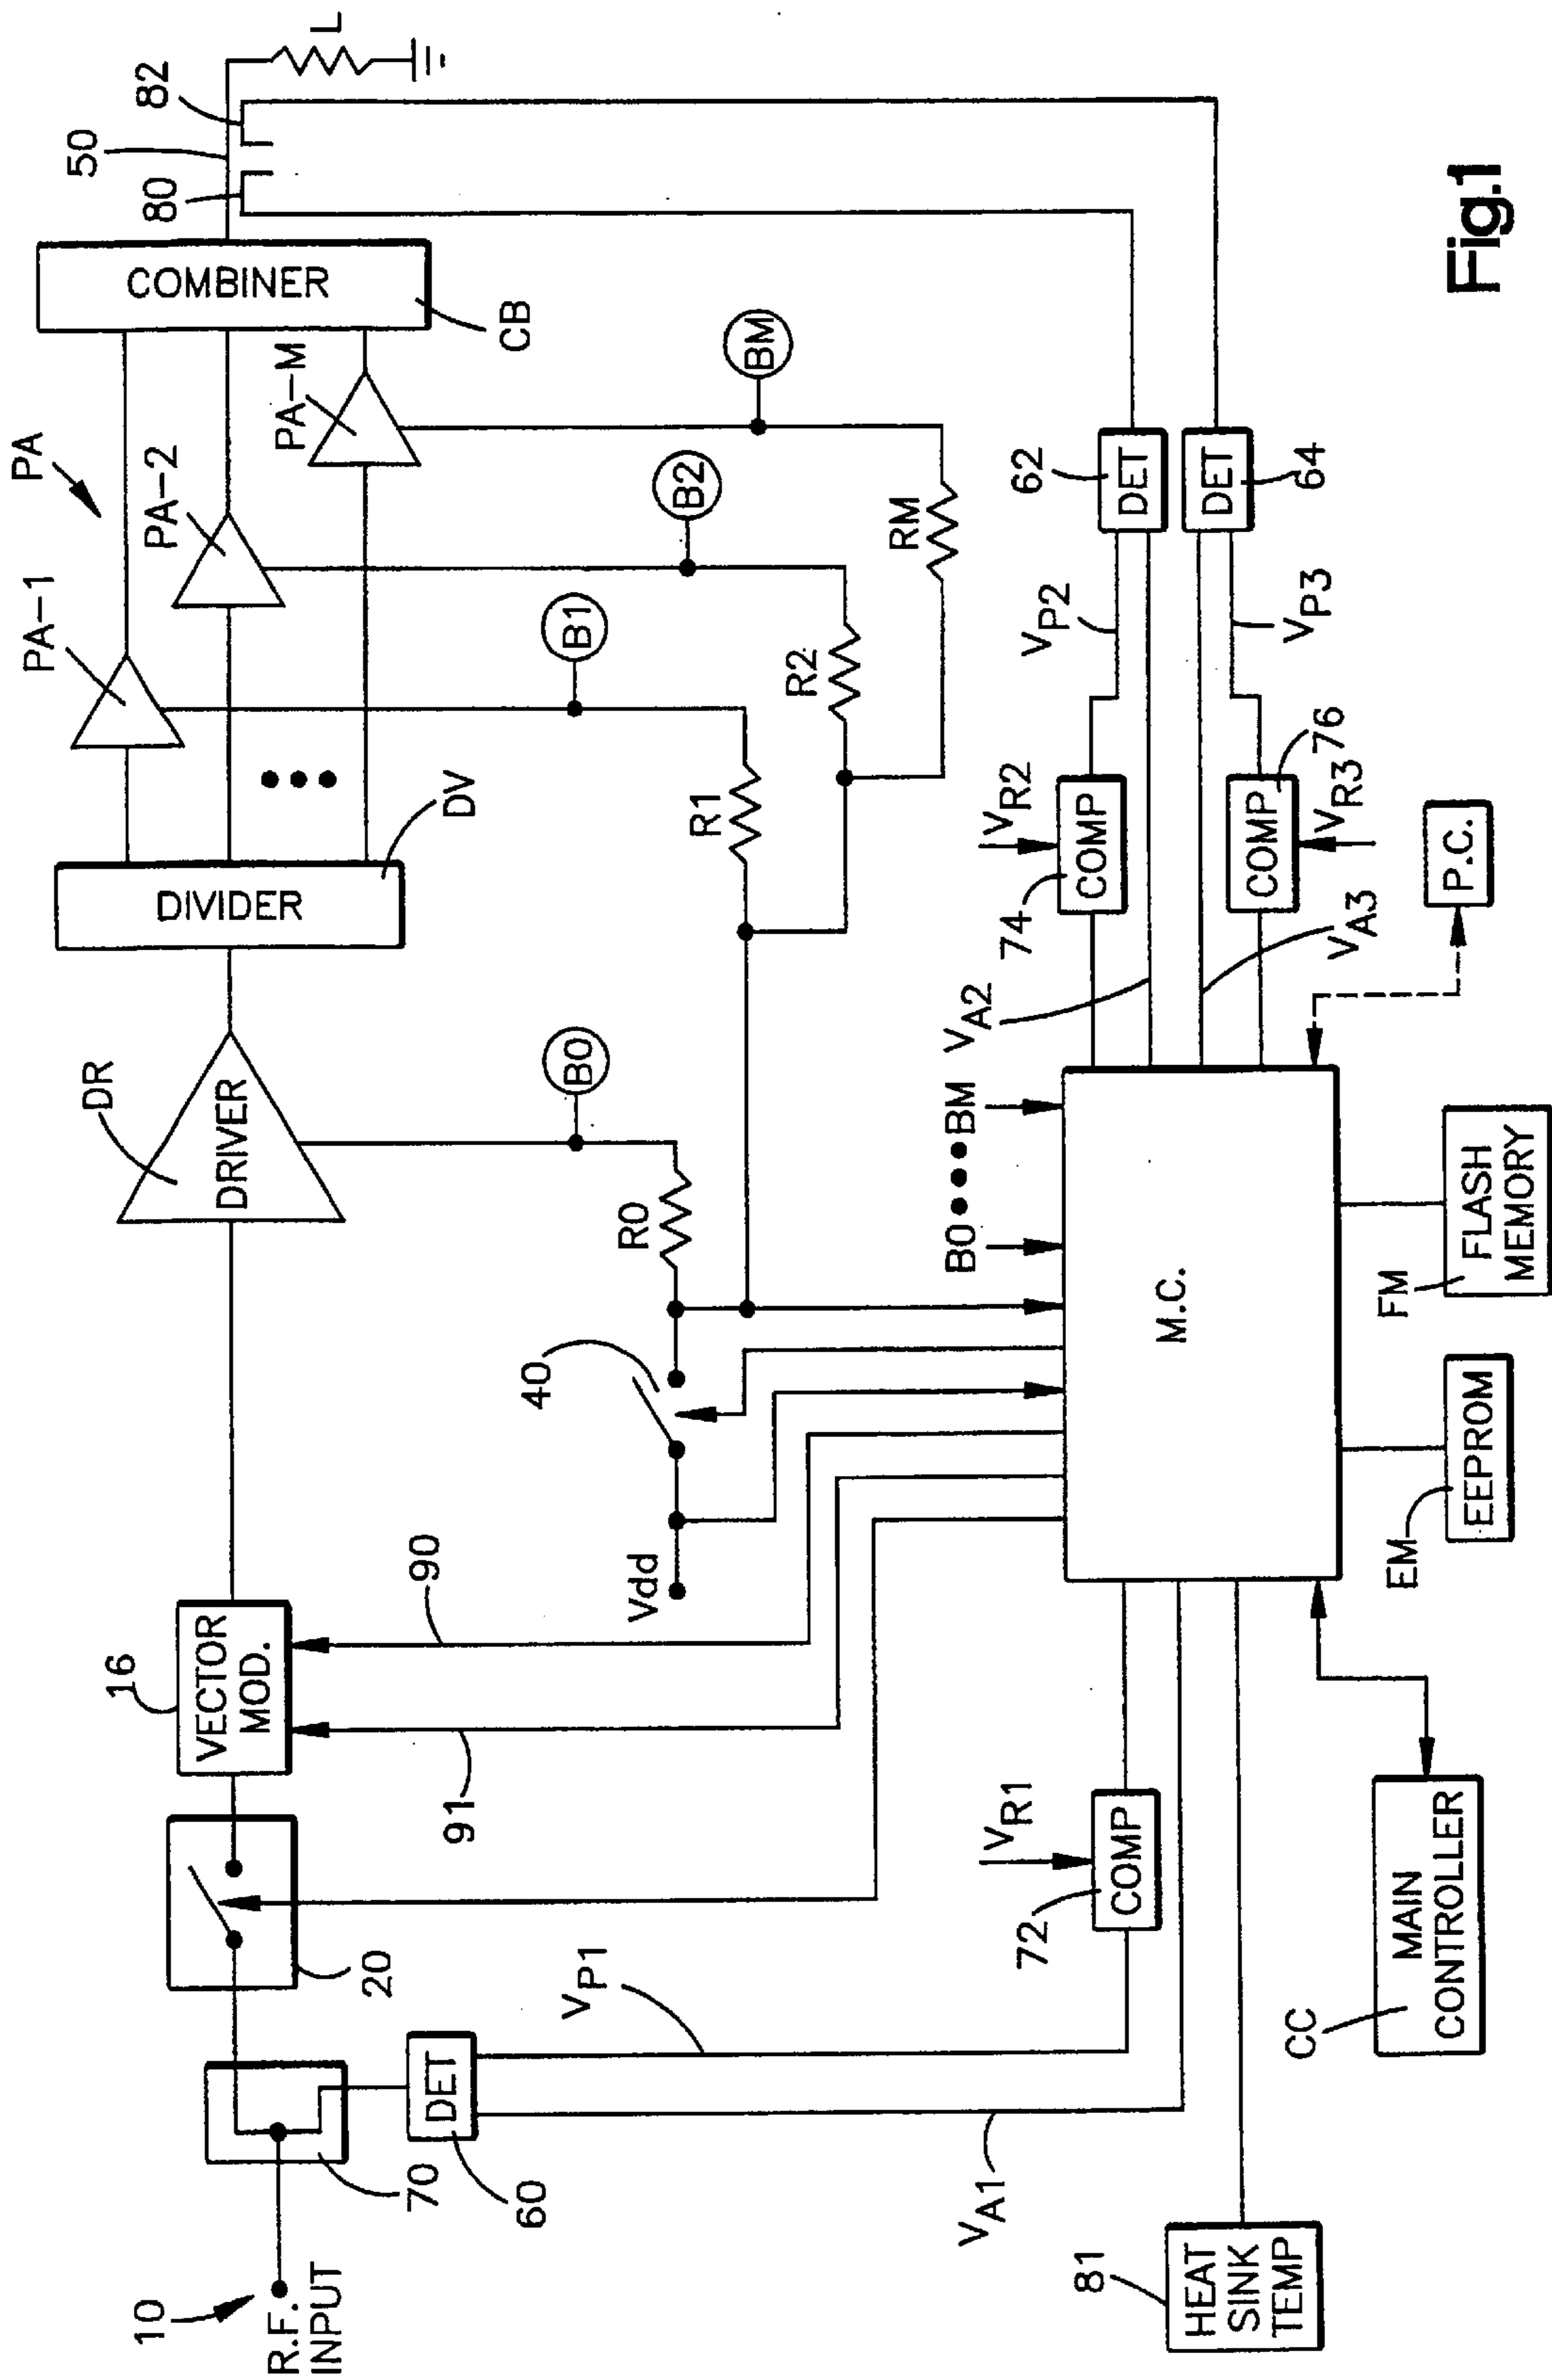 10
R.F.
INPUT
70
DET
60
20
16
VECTOR
MOD.
91
90
DR
DRIVER
B0
R0
40
Vdd
DIVIDER
DV
PA
PA-1
PA-2
PA-M
COMBINER
CB
50
80
82
L
B1
B2
BM
R1
R2
RM
VP1
VA1
72
COMP
VR1
81
HEAT
SINK
TEMP
CC
MAIN
CONTROLLER
M.C.
B0 ••• BM
EM
EEPROM
FM
FLASH
MEMORY
P.C.
74
COMP
VR2
COMP
76
VR3
VA2
VA3
VP2
VP3
62
DET
DET
64
Fig.1